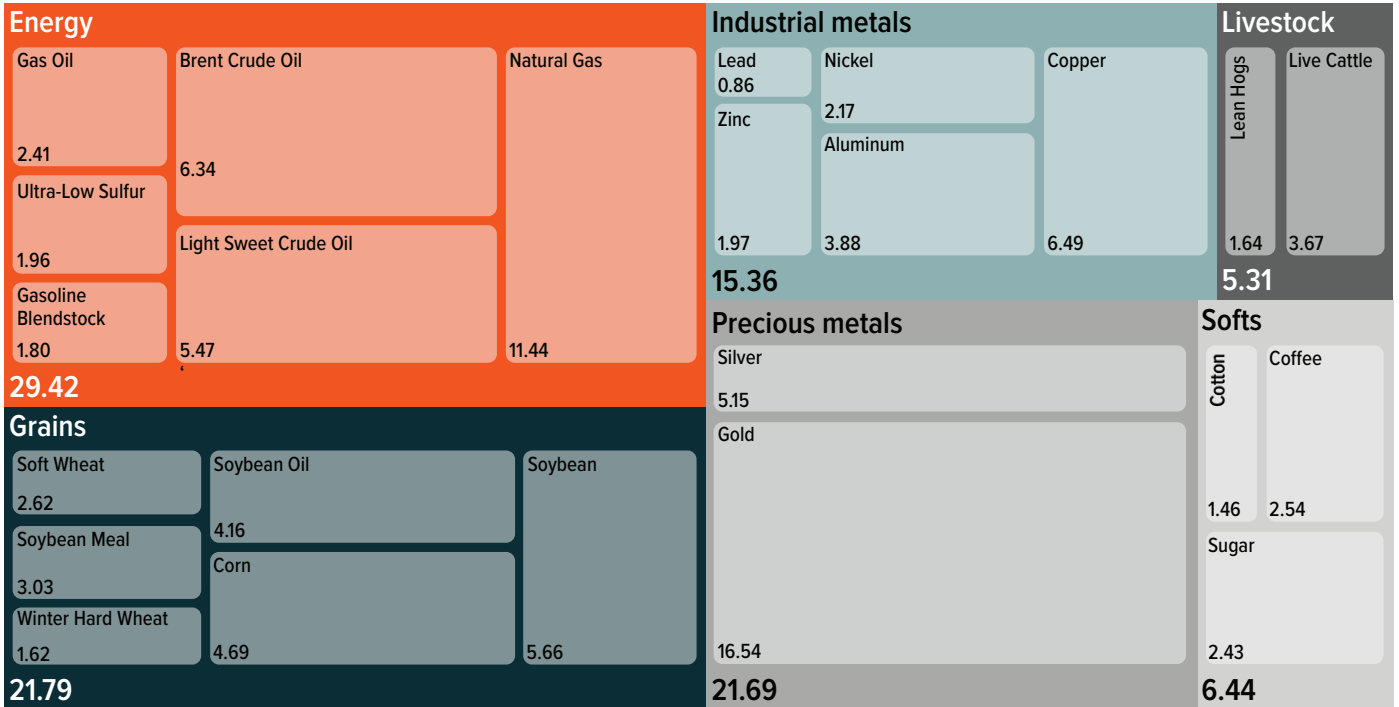 Energy
Gas Oil
2.41
Ultra-Low Sulfur
1.96
Gasoline
Blendstock
1.80
Brent Crude Oil
6.34
Light Sweet Crude Oil
5.47
‘
Natural Gas
11.44
29.42
Industrial metals
Lead
0.86
Zinc
1.97
Nickel
2.17
Aluminum
3.88
Copper
6.49
15.36
Livestock
Lean Hogs
1.64
Live Cattle
3.67
5.31
Grains
Soft Wheat
2.62
Soybean Meal
3.03
Winter Hard Wheat
1.62
Soybean Oil
4.16
Corn
4.69
Soybean
5.66
21.79
Precious metals
Silver
5.15
Gold
16.54
21.69
Softs
Cotton
1.46
Coffee
2.54
Sugar
2.43
6.44